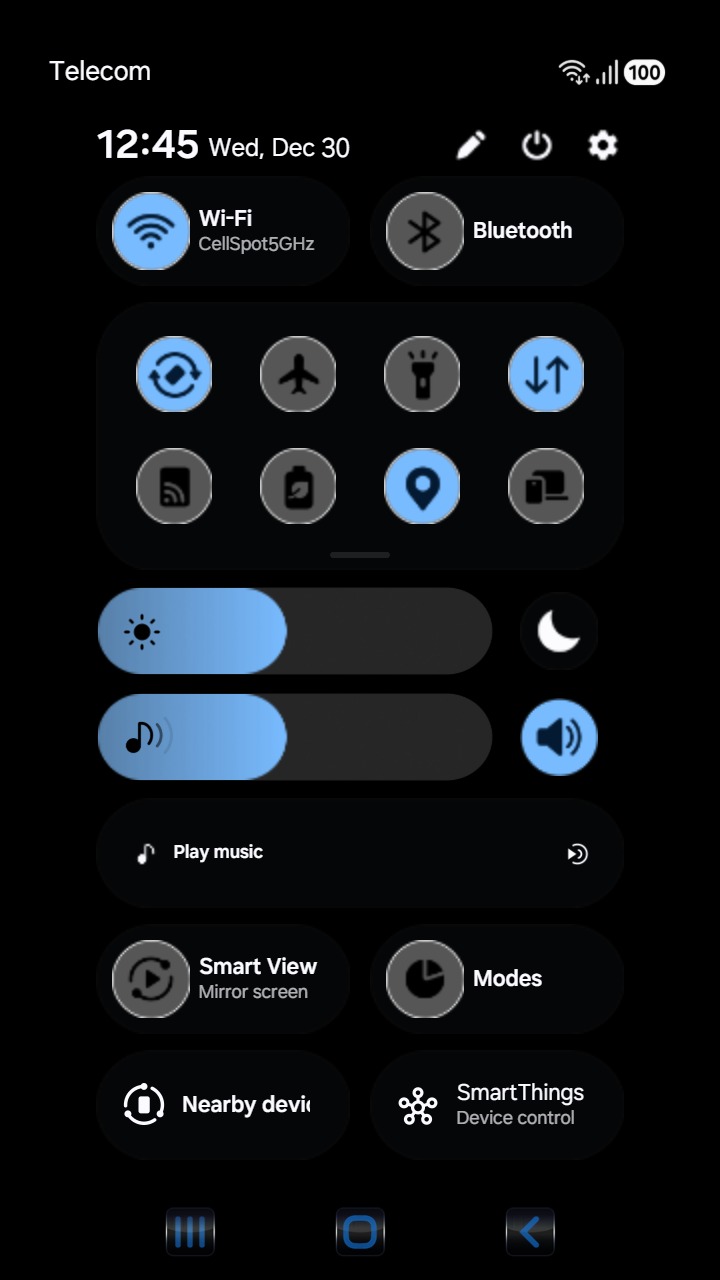 Telecom
100
12:45 Wed, Dec 30
Wi-Fi
CellSpot5GHz
Bluetooth
Play music
Smart View
Mirror screen
Modes
Nearby
SmartThings
Device control